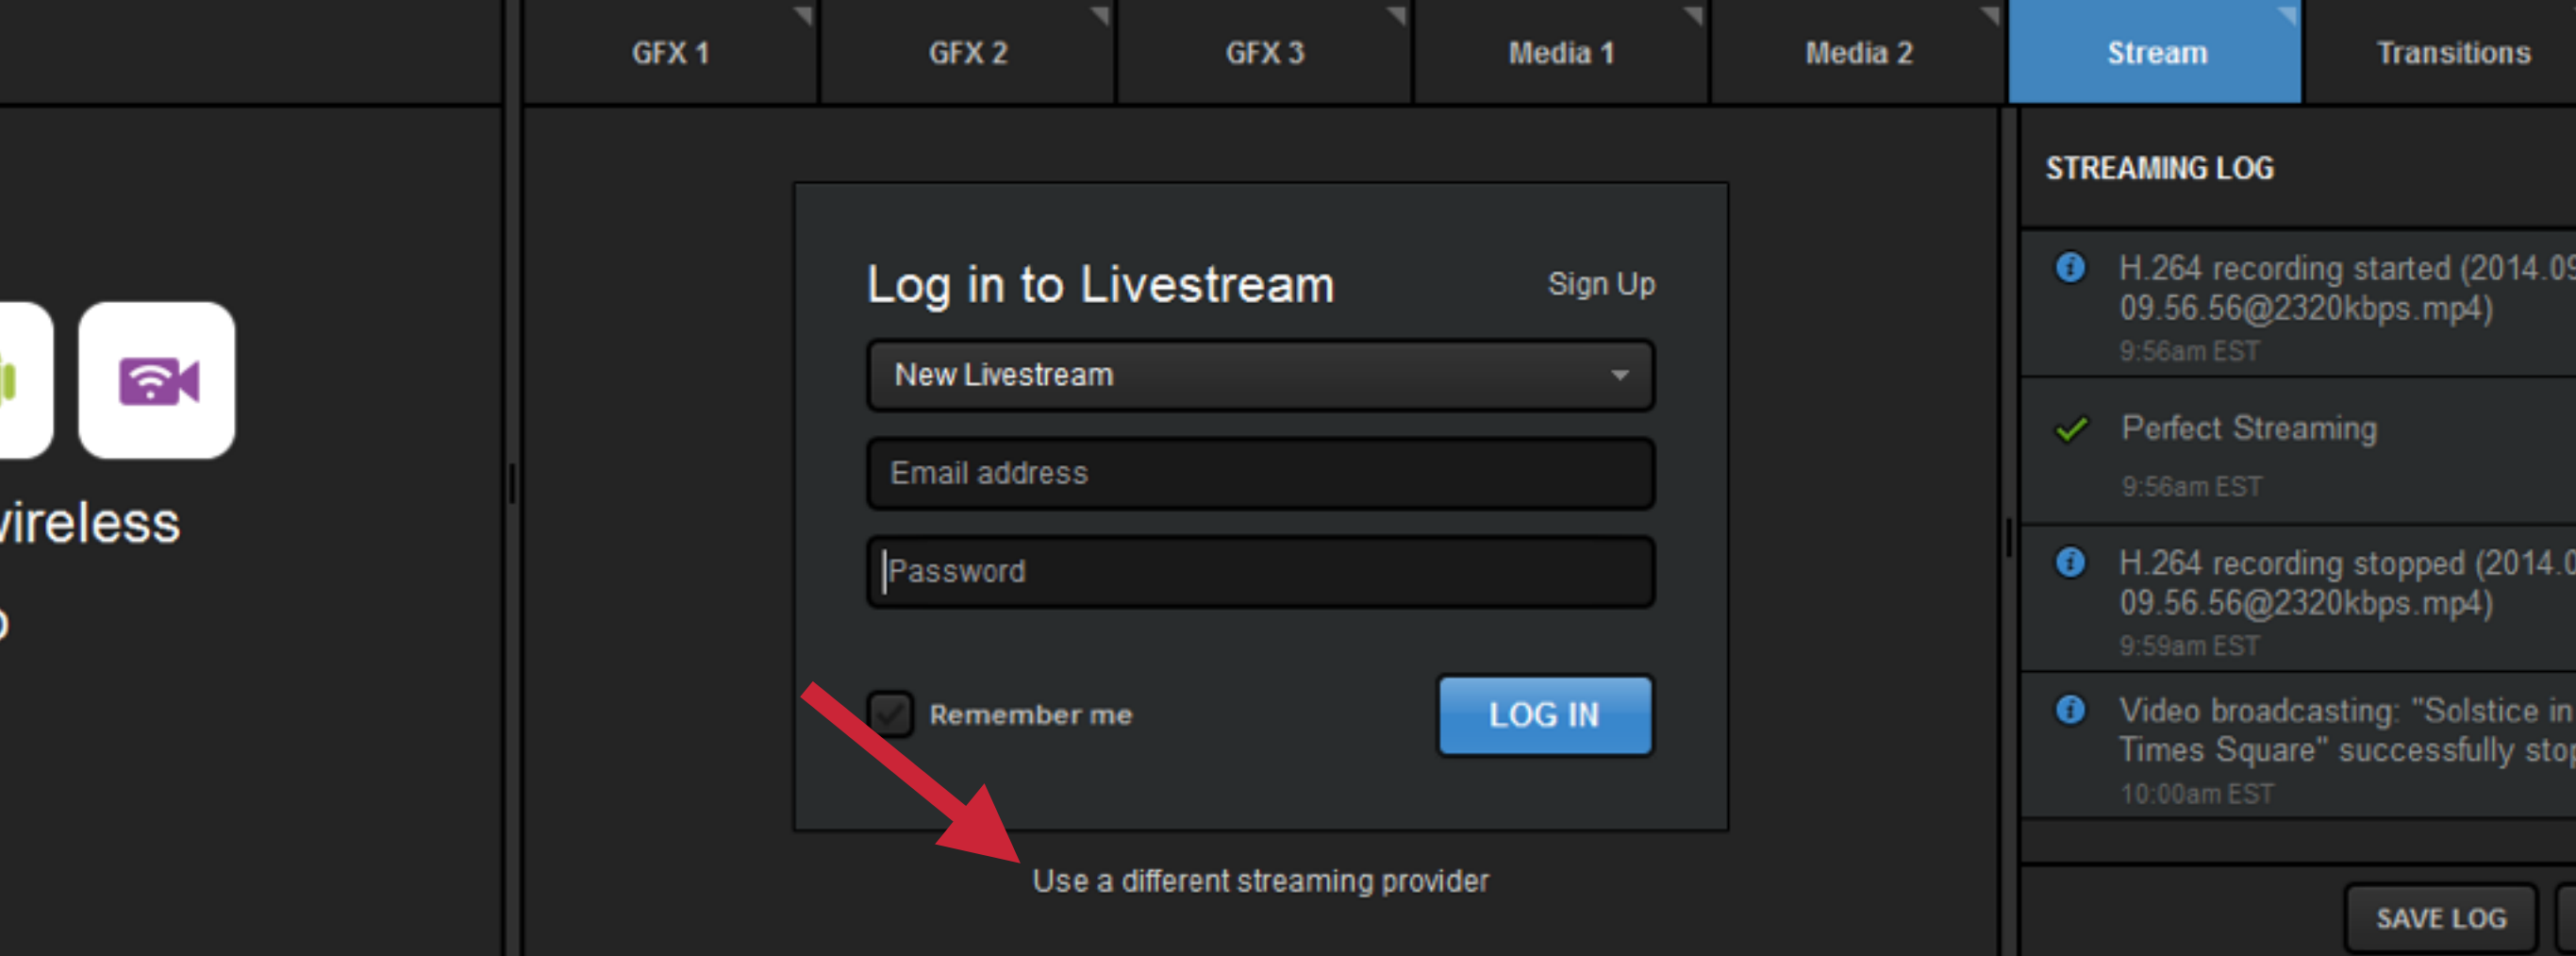 GFX 1
GFX 2
GFX 3
Media 1
Media 2
Stream
Transitions
Log in to Livestream
Sign Up
New Livestream
Email address
Password
Remember me
LOG IN
Use a different streaming provider
STREAMING LOG
H.264 recording started (2014.09
09.56.56@2320kbps.mp4)
9:56am EST
Perfect Streaming
9:56am EST
H.264 recording stopped (2014.0
09.56.56@2320kbps.mp4)
9:59am EST
Video broadcasting: "Solstice in
Times Square" successfully stop
10:00am EST
SAVE LOG